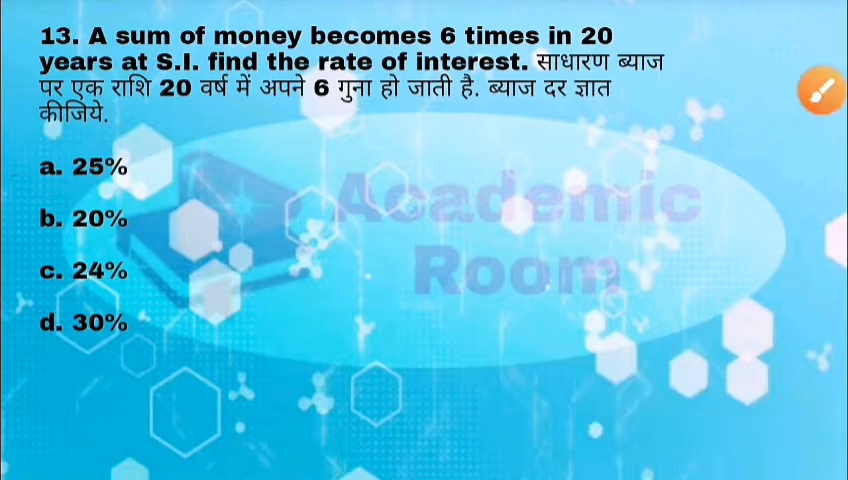 13. A sum of money becomes 6 times in 20
years at S.I. find the rate of interest. साधारण ब्याज
पर एक राशि 20 वर्ष में अपने 6 गुना हो जाती है. ब्याज दर ज्ञात
कीजिये.
a. 25%
b. 20%
c. 24%
d. 30%
Academic
Room